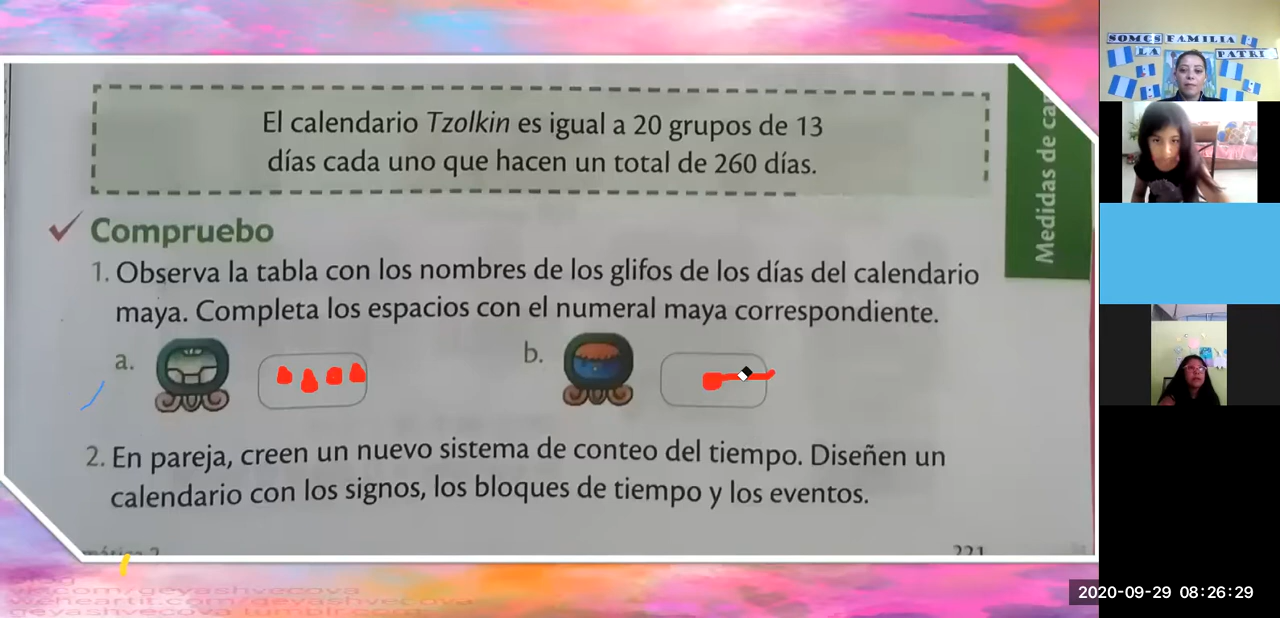 El calendario Tzolkin es igual a 20 grupos de 13
días cada uno que hacen un total de 260 días.
Medidas de
Compruebo
1. Observa la tabla con los nombres de los glifos de los días del calendario
maya. Completa los espacios con el numeral maya correspondiente.
a.
b.
2. En pareja, creen un nuevo sistema de conteo del tiempo. Diseñen un
calendario con los signos, los bloques de tiempo y los eventos.
221
SOMOS FAMILIA
LA
PATRI
2020-09-29 08:26:29